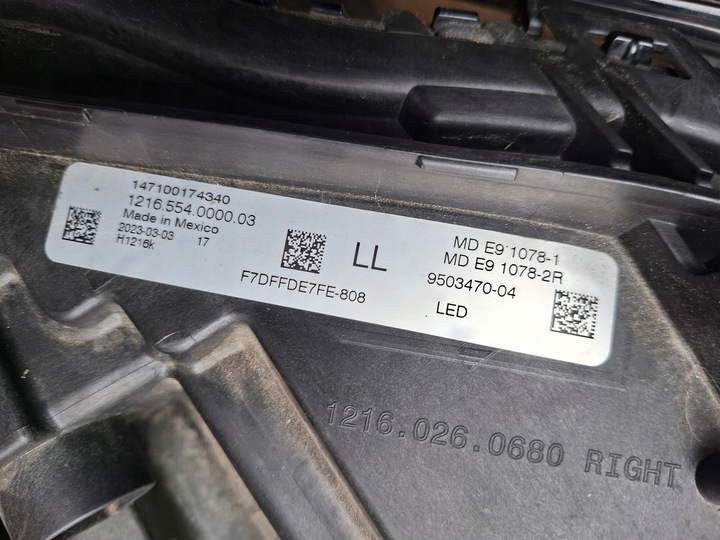 147100174340
1216.554.0000.03
Made in Mexico
2023-03-03 17
H1216k
F7DFFDE7FE-808
LL
MD E9 1078-1
MD E9 1078-2R
9503470-04
LED
1216.026.0680 RIGHT